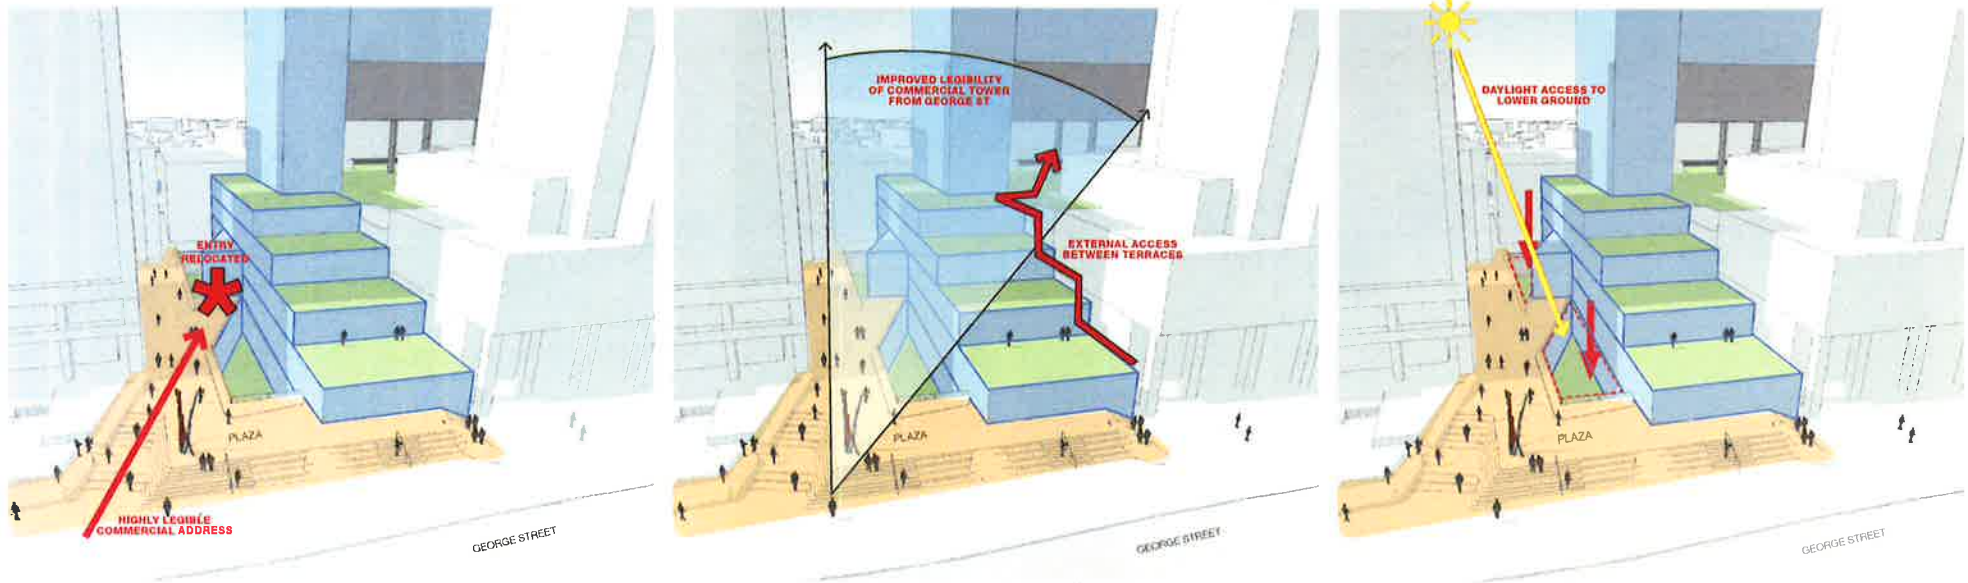 ENTRY
RELOCATED
PLAZA
HIGHLY LEGIBLE
COMMERCIAL ADDRESS
GEORGE STREET
IMPROVED LEGIBILITY
OF COMMERCIAL TOWER
FROM GEORGE ST
EXTERNAL ACCESS
BETWEEN TERRACES
PLAZA
GEORGE STREET
DAYLIGHT ACCESS TO
LOWER GROUND
PLAZA
GEORGE STREET